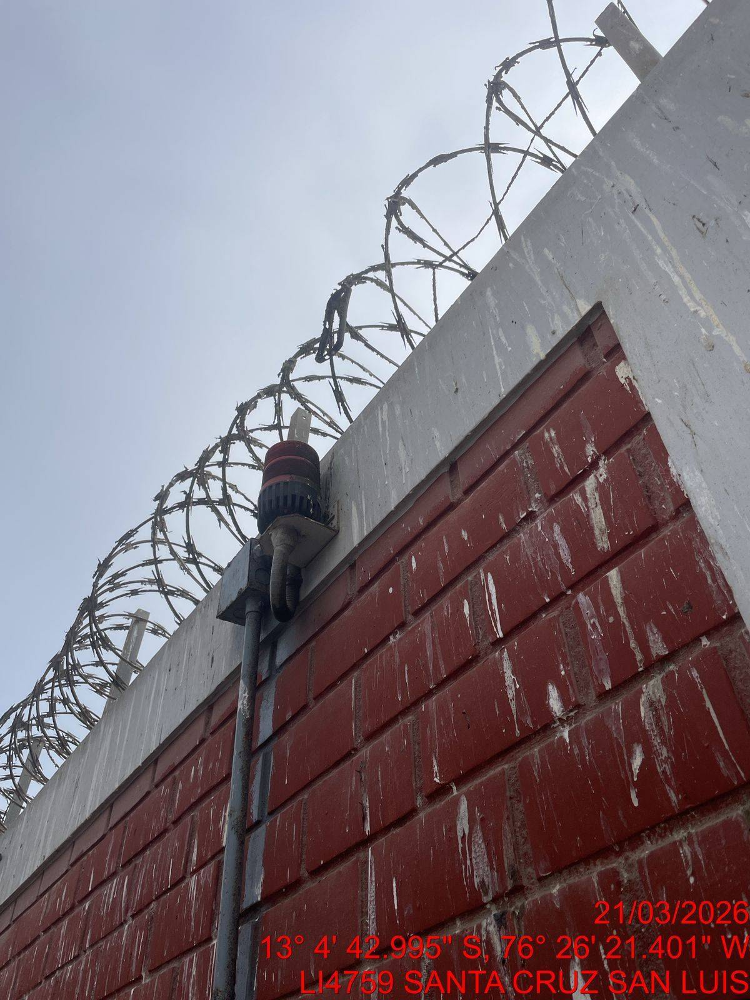 21/03/2026
13° 4' 42.995" S, 76° 26' 21.401" W
LI4759 SANTA CRUZ SAN LUIS